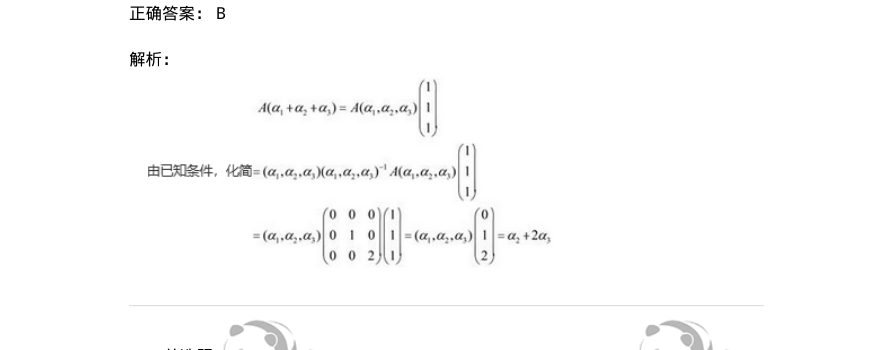 正确答案： B
解析：
A(α₁+α₂+α₃)= A(α₁,α₂,α₃)(1 1 1)
由已知条件，化简=(α₁,α₂,α₃)(α₁,α₂,α₃)⁻¹ A(α₁,α₂,α₃)(1 1 1)
=(α₁,α₂,α₃)(0 0 0 0 1 0 0 0 2)(1 1 1)=(α₁,α₂,α₃)(0 1 2)=α₂+2α₃